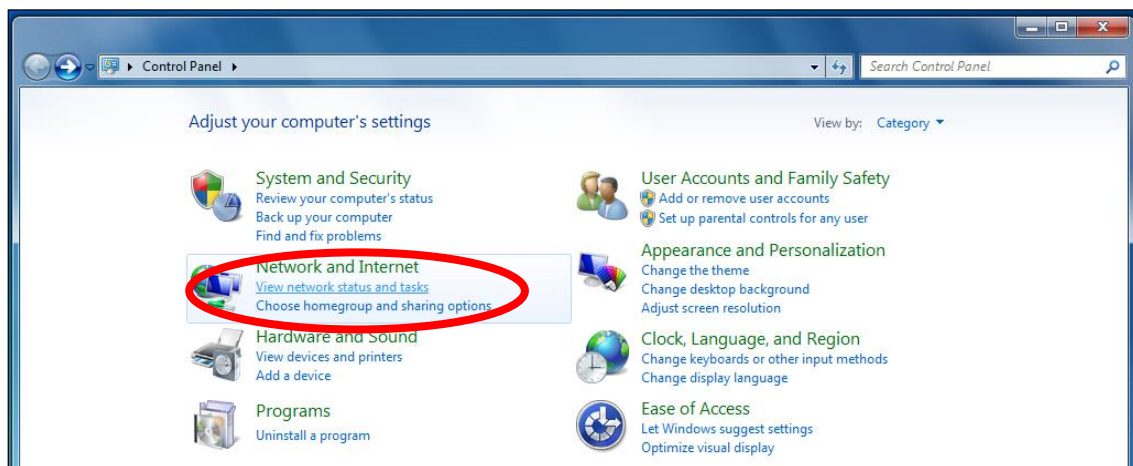 Control Panel
Search Control Panel
Adjust your computer's settings
View by: Category
System and Security
Review your computer's status
Back up your computer
Find and fix problems
Network and Internet
View network status and tasks
Choose homegroup and sharing options
Hardware and Sound
View devices and printers
Add a device
Programs
Uninstall a program
User Accounts and Family Safety
Add or remove user accounts
Set up parental controls for any user
Appearance and Personalization
Change the theme
Change desktop background
Adjust screen resolution
Clock, Language, and Region
Change keyboards or other input methods
Change display language
Ease of Access
Let Windows suggest settings
Optimize visual display